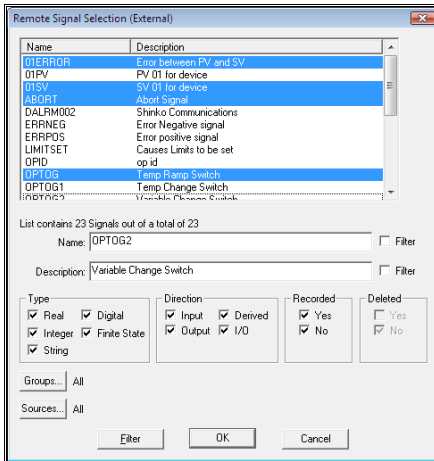 Remote Signal Selection (External)
Name Description
01ERROR Error between PV and SV
01PV PV 01 for device
01SV SV 01 for device
ABORT Abort Signal
DALRM002 Shinko Communications
ERRNEG Error Negative signal
ERRPOS Error positive signal
LIMITSET Causes Limits to be set
OPID op id
OPTOG Temp Ramp Switch
OPTOG1 Temp Change Switch
OPTOG2 Variable Change Switch
List contains 23 Signals out of a total of 23
Name: OPTOG2 Filter
Description: Variable Change Switch Filter
Type Direction Recorded Deleted
Real Digital Input Derived Yes Yes
Integer Finite State Output I/O No No
String
Groups... All
Sources... All
Filter OK Cancel